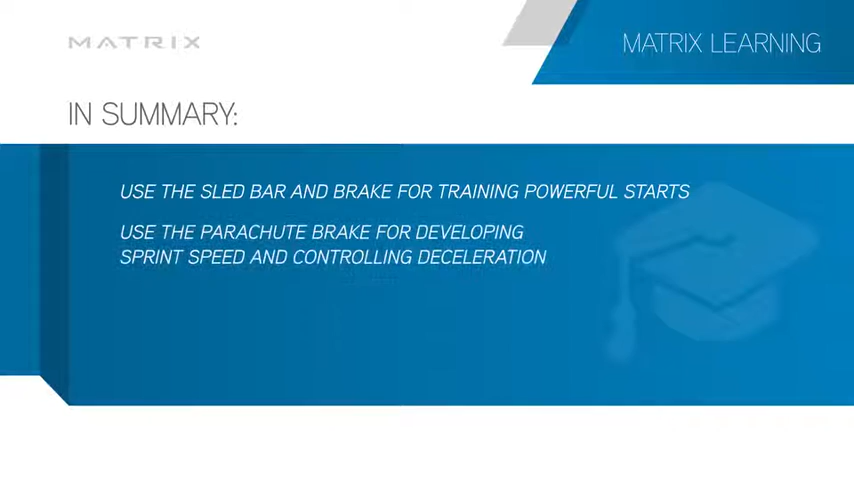 MATRIX
MATRIX LEARNING
IN SUMMARY:
USE THE SLED BAR AND BRAKE FOR TRAINING POWERFUL STARTS
USE THE PARACHUTE BRAKE FOR DEVELOPING
SPRINT SPEED AND CONTROLLING DECELERATION